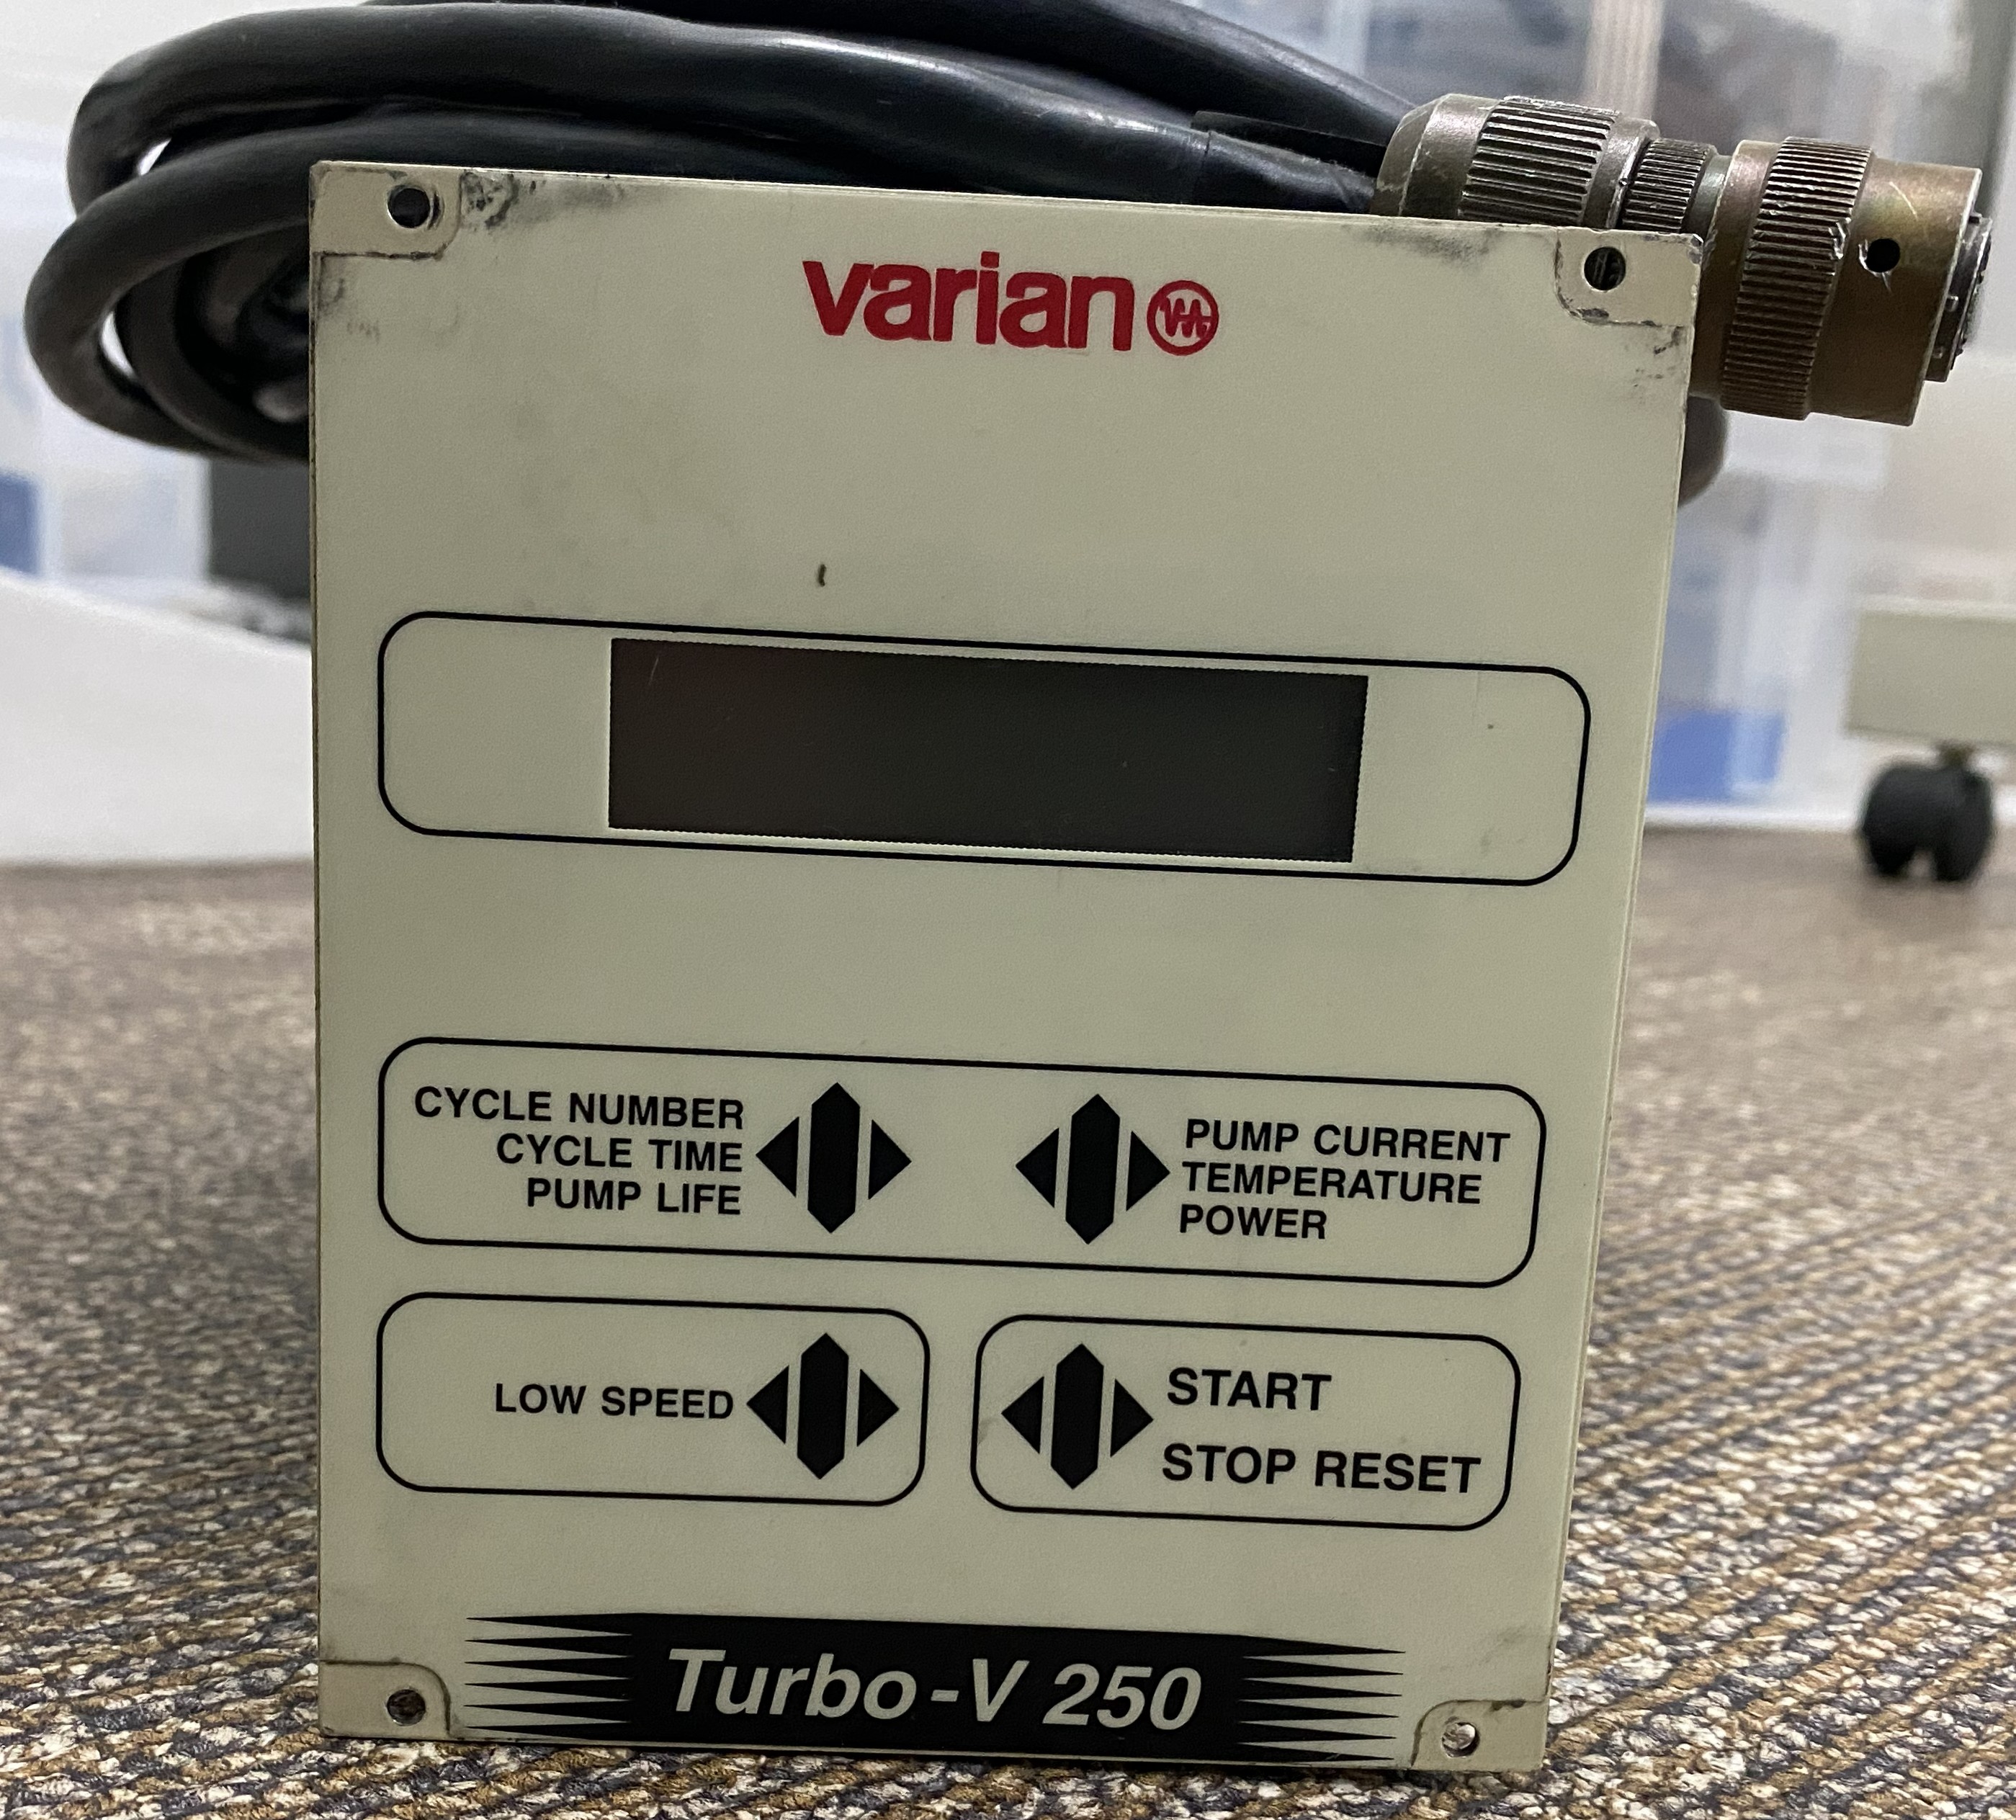 varian
CYCLE NUMBER
CYCLE TIME
PUMP LIFE
PUMP CURRENT
TEMPERATURE
POWER
LOW SPEED
START
STOP RESET
Turbo-V 250